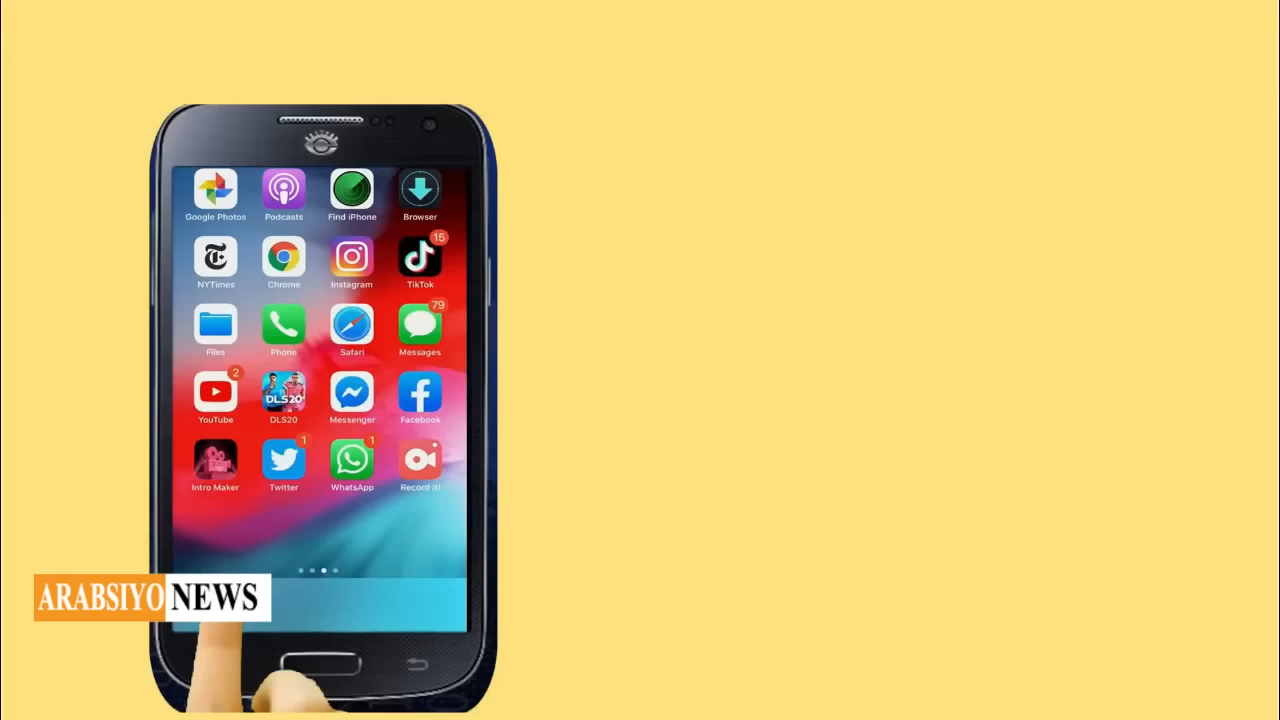 Google Photos Podcasts Find iPhone Browser
15
NYTimes Chrome Instagram TikTok
79
Files Phone Safari Messages
2
DLS20
YouTube DLS20 Messenger Facebook
1 1
Intro Maker Twitter WhatsApp Record it!
ARABSIYO NEWS